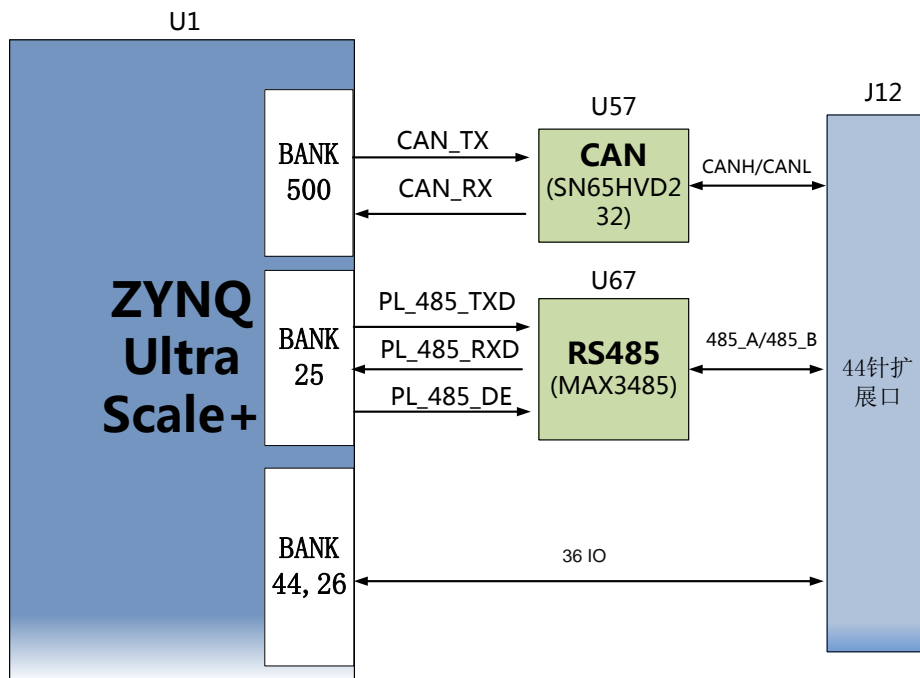 U1
BANK
500
CAN_TX
CAN_RX
U57
CAN
(SN65HVD2
32)
CANH/CANL
J12
ZYNQ
Ultra
Scale+
BANK
25
PL_485_TXD
PL_485_RXD
PL_485_DE
U67
RS485
(MAX3485)
485_A/485_B
44针扩
展口
BANK
44,26
36 IO